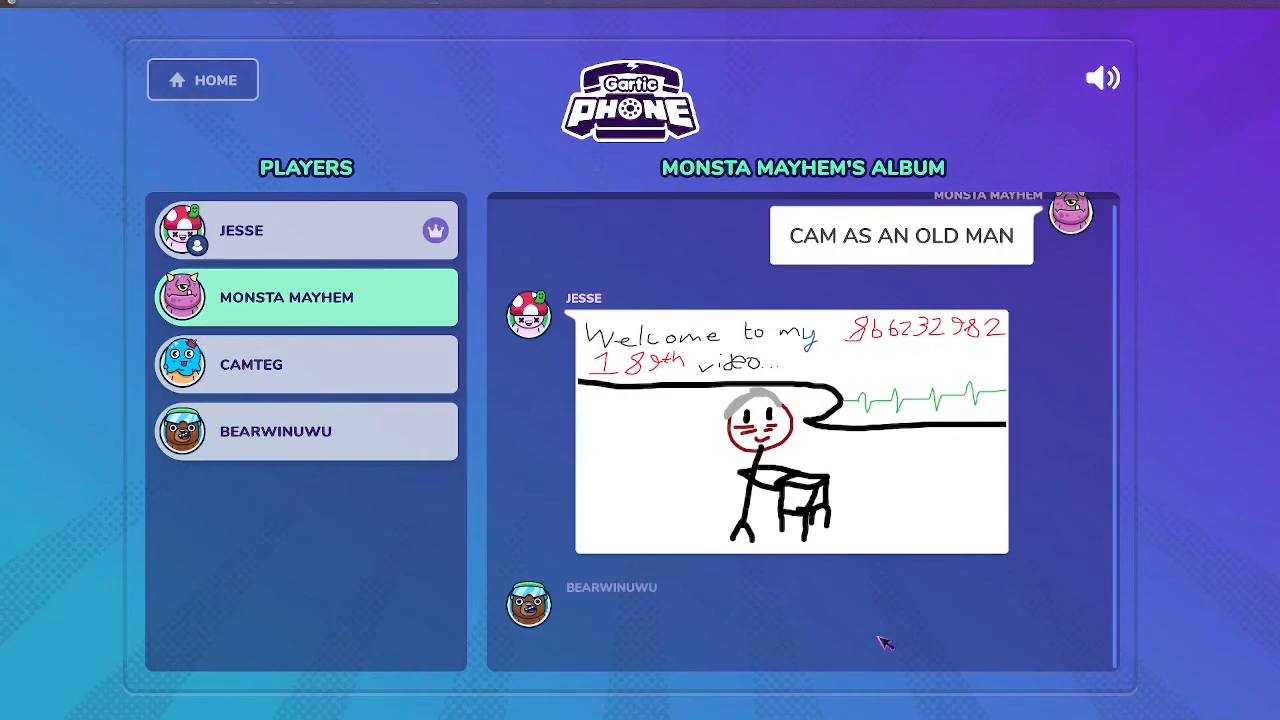 HOME
Gartic
PHONE
PLAYERS
MONSTA MAYHEM'S ALBUM
JESSE
MONSTA MAYHEM
CAMTEG
BEARWINUWU
MONSTA MAYHEM
CAM AS AN OLD MAN
JESSE
Welcome to my 866232982
189th video...
BEARWINUWU